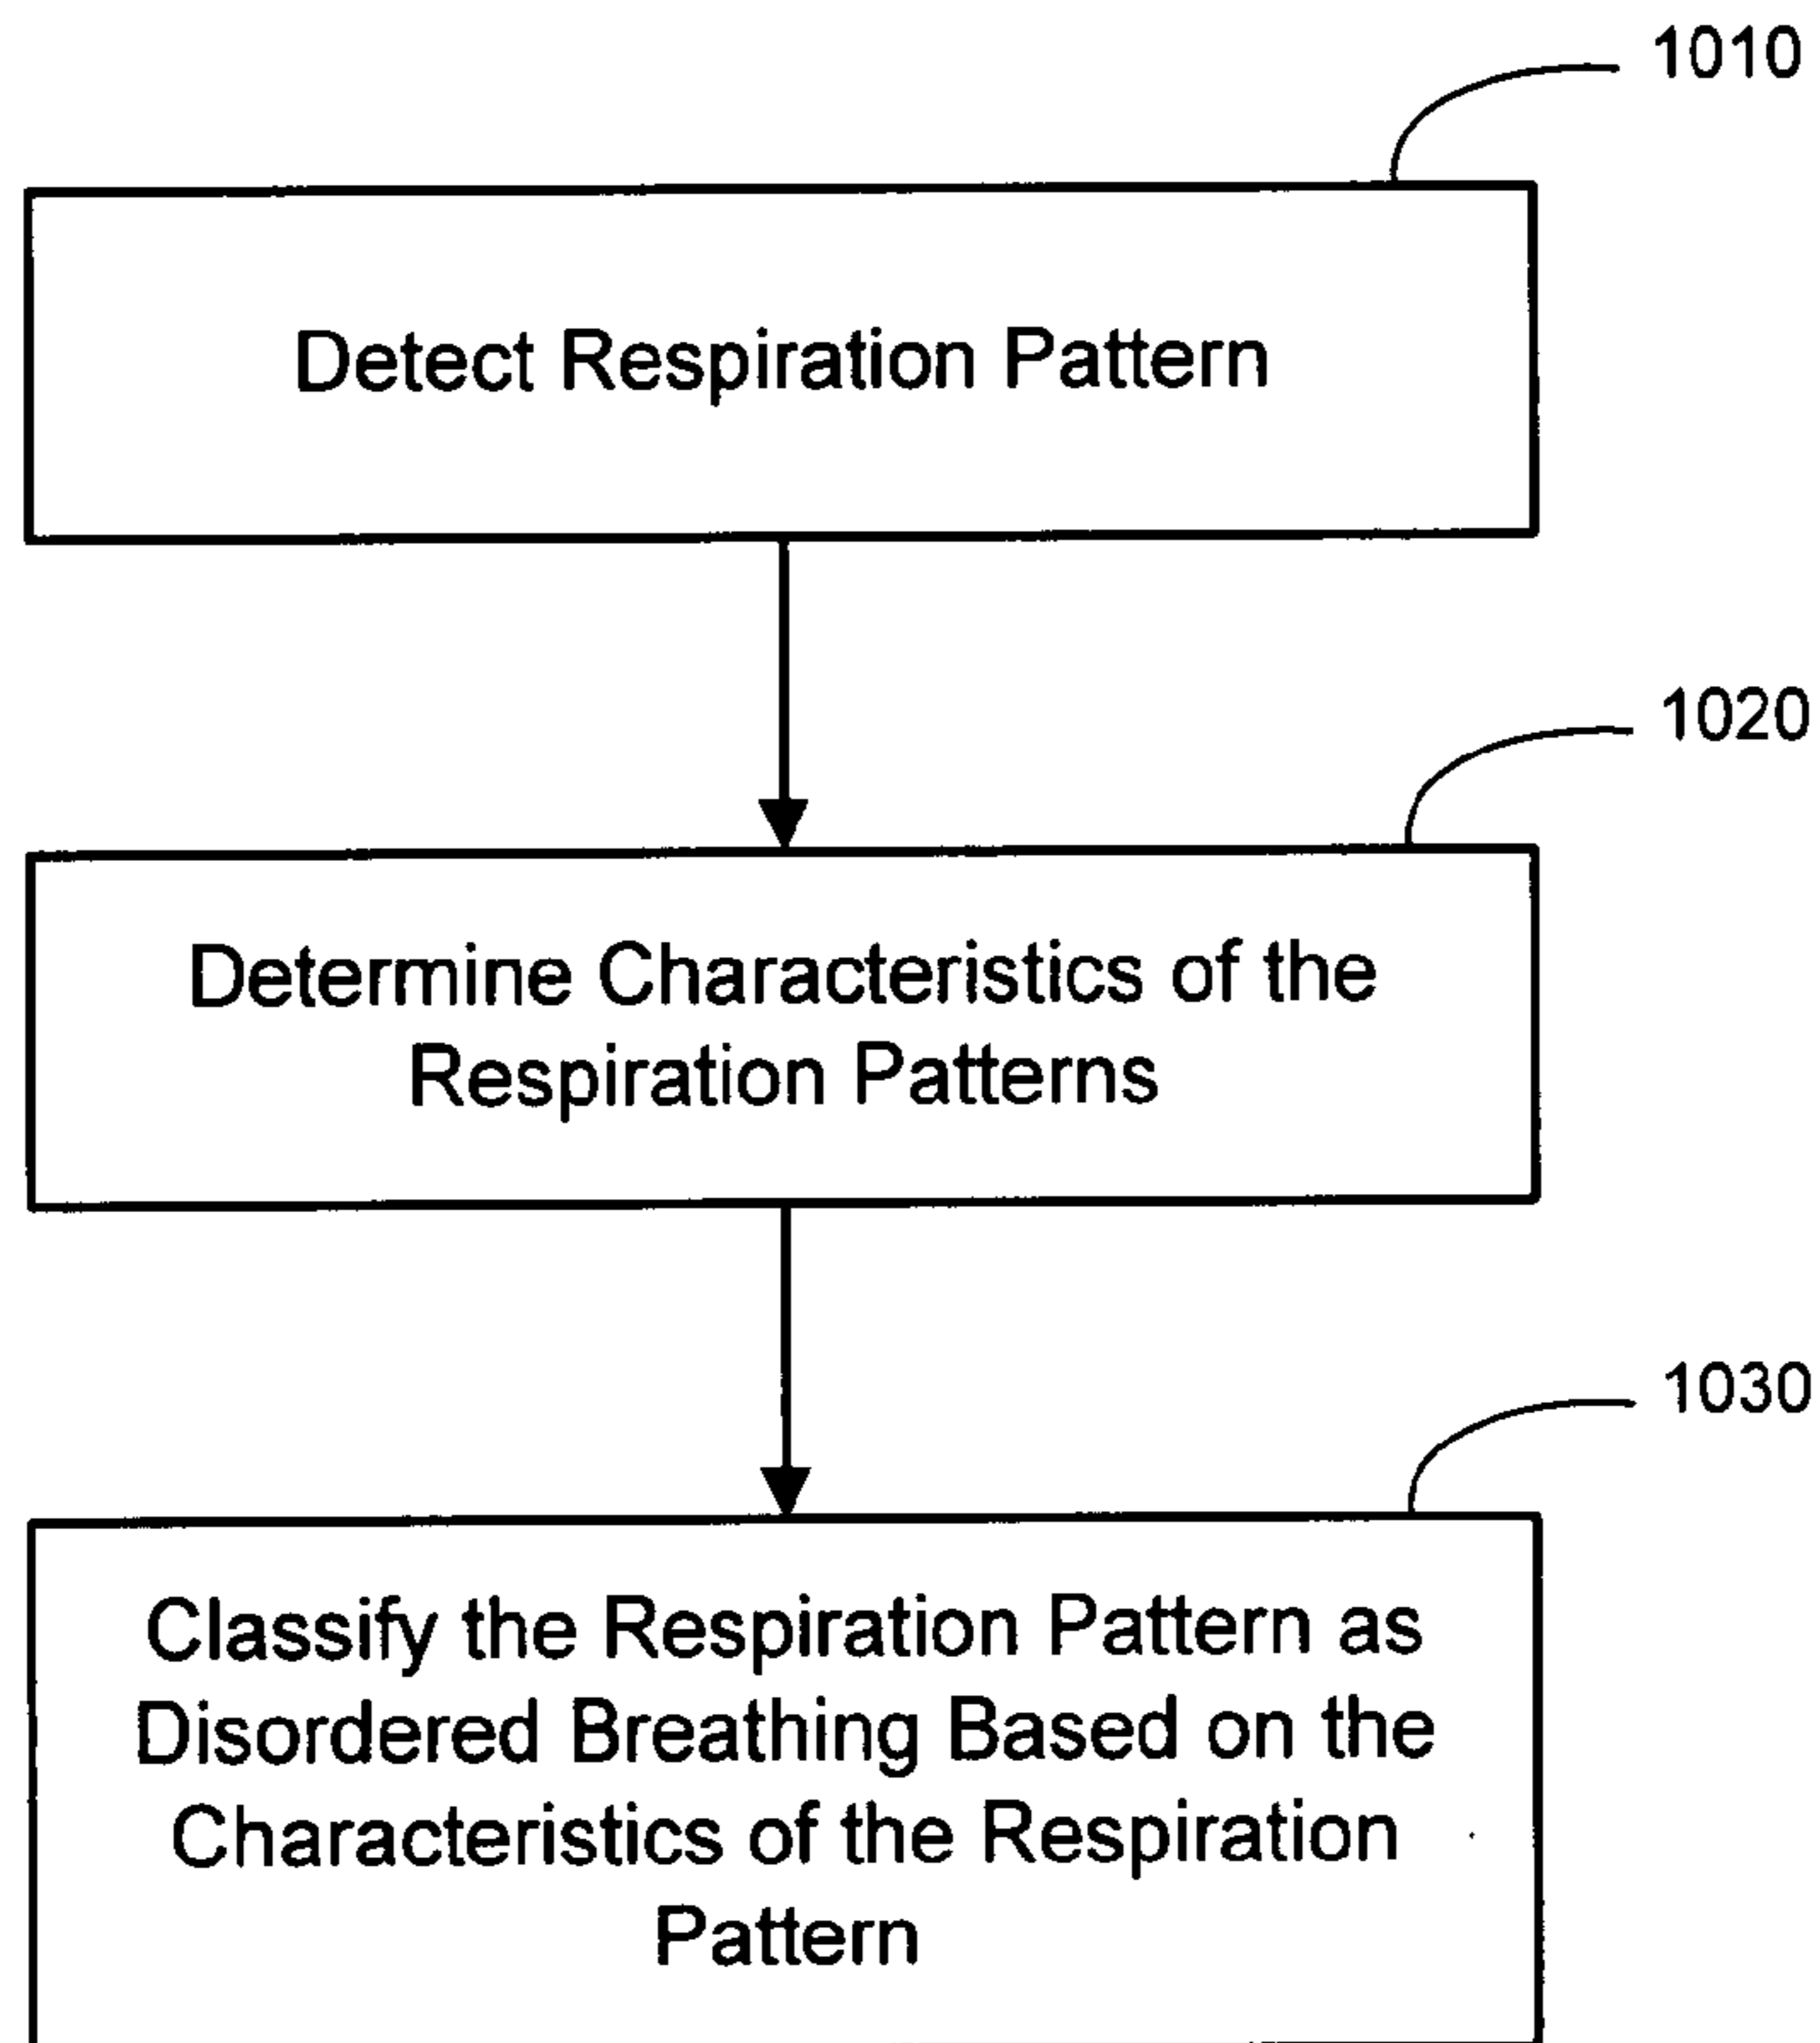 1010
Detect Respiration Pattern
1020
Determine Characteristics of the
Respiration Patterns
1030
Classify the Respiration Pattern as
Disordered Breathing Based on the
Characteristics of the Respiration
Pattern